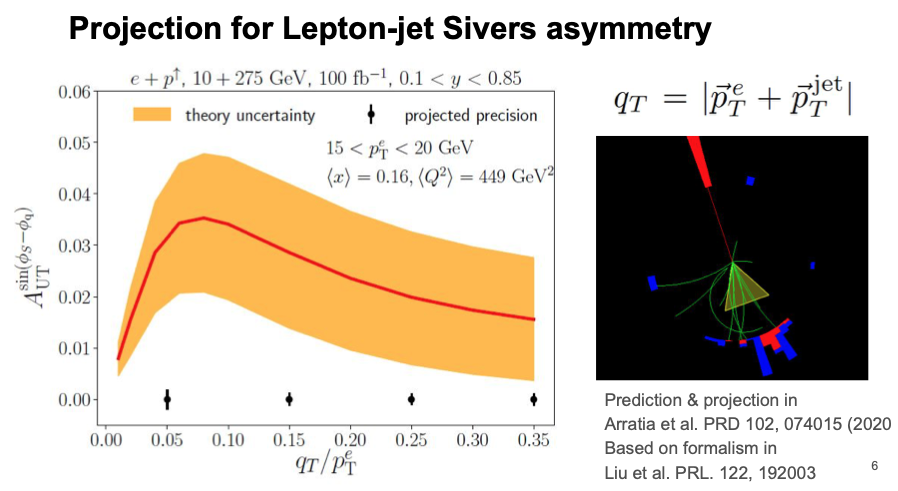 Projection for Lepton-jet Sivers asymmetry
e + p↑, 10 + 275 GeV, 100 fb⁻¹, 0.1 < y < 0.85
theory uncertainty
projected precision
15 < p_T^e < 20 GeV
⟨x⟩ = 0.16, ⟨Q²⟩ = 449 GeV²
A_UT^sin(ϕ_S−ϕ_q)
0.06
0.05
0.04
0.03
0.02
0.01
0.00
0.00 0.05 0.10 0.15 0.20 0.25 0.30 0.35
q_T/p_T^e
q_T = |p⃗_T^e + p⃗_T^jet|
Prediction & projection in
Arratia et al. PRD 102, 074015 (2020
Based on formalism in
Liu et al. PRL. 122, 192003
6